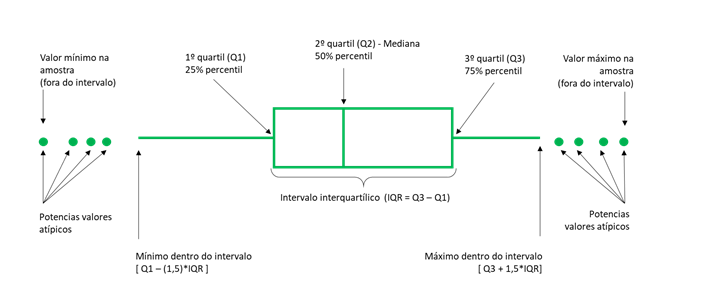 Valor mínimo na
amostra
(fora do intervalo)
1º quartil (Q1)
25% percentil
2º quartil (Q2) - Mediana
50% percentil
3º quartil (Q3)
75% percentil
Valor máximo na
amostra
(fora do intervalo)
Intervalo interquartílico (IQR = Q3 – Q1)
Potencias valores
atípicos
Potencias
valores atípicos
Mínimo dentro do intervalo
[ Q1 – (1,5)*IQR ]
Máximo dentro do intervalo
[ Q3 + 1,5*IQR]